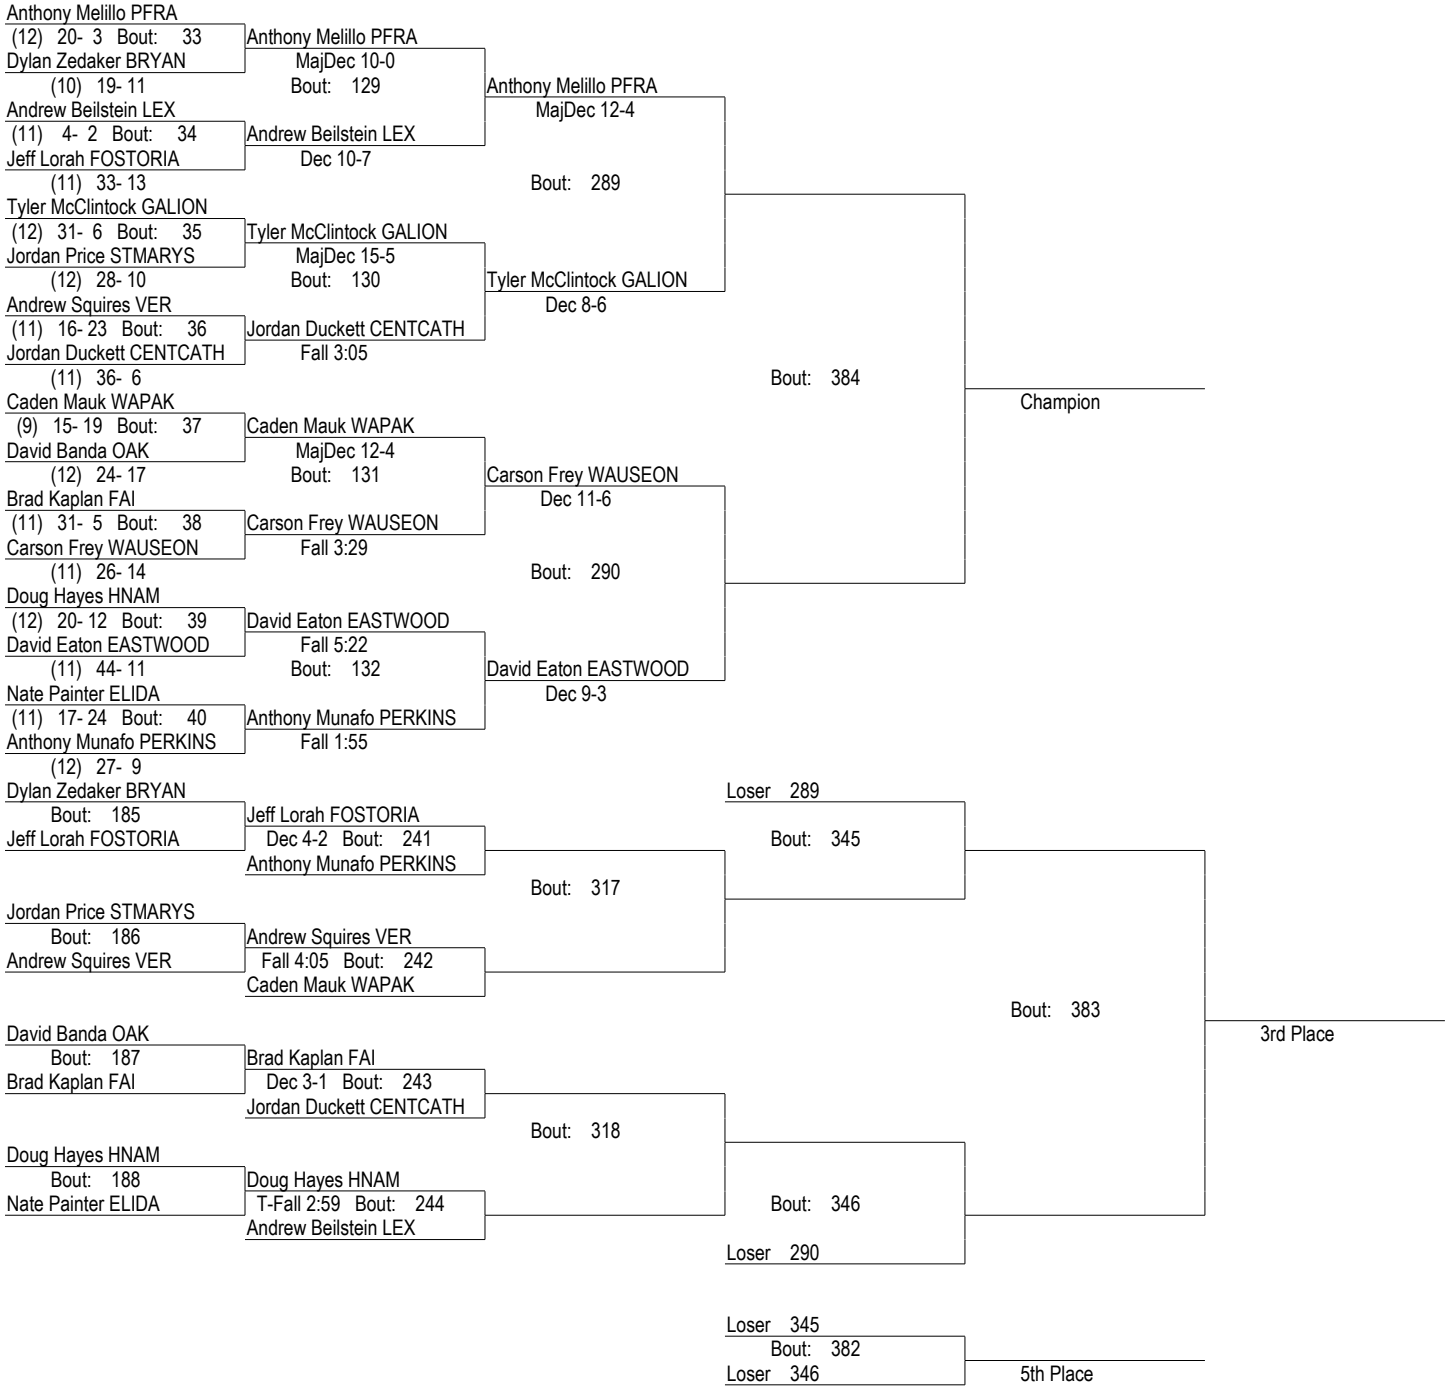 Anthony Melillo PFRA
(12) 20- 3 Bout: 33 Anthony Melillo PFRA
Dylan Zedaker BRYAN MajDec 10-0
(10) 19- 11 Bout: 129 Anthony Melillo PFRA
Andrew Beilstein LEX MajDec 12-4
(11) 4- 2 Bout: 34 Andrew Beilstein LEX
Jeff Lorah FOSTORIA Dec 10-7
(11) 33- 13 Bout: 289
Tyler McClintock GALION
(12) 31- 6 Bout: 35 Tyler McClintock GALION
Jordan Price STMARYS MajDec 15-5
(12) 28- 10 Bout: 130 Tyler McClintock GALION
Andrew Squires VER Dec 8-6
(11) 16- 23 Bout: 36 Jordan Duckett CENTCATH
Jordan Duckett CENTCATH Fall 3:05
(11) 36- 6 Bout: 384
Caden Mauk WAPAK Champion
(9) 15- 19 Bout: 37 Caden Mauk WAPAK
David Banda OAK MajDec 12-4
(12) 24- 17 Bout: 131 Carson Frey WAUSEON
Brad Kaplan FAI Dec 11-6
(11) 31- 5 Bout: 38 Carson Frey WAUSEON
Carson Frey WAUSEON Fall 3:29
(11) 26- 14 Bout: 290
Doug Hayes HNAM
(12) 20- 12 Bout: 39 David Eaton EASTWOOD
David Eaton EASTWOOD Fall 5:22
(11) 44- 11 Bout: 132 David Eaton EASTWOOD
Nate Painter ELIDA Dec 9-3
(11) 17- 24 Bout: 40 Anthony Munafo PERKINS
Anthony Munafo PERKINS Fall 1:55
(12) 27- 9
Dylan Zedaker BRYAN Loser 289
Bout: 185 Jeff Lorah FOSTORIA
Jeff Lorah FOSTORIA Dec 4-2 Bout: 241 Bout: 345
Anthony Munafo PERKINS
Bout: 317
Jordan Price STMARYS
Bout: 186 Andrew Squires VER
Andrew Squires VER Fall 4:05 Bout: 242
Caden Mauk WAPAK
Bout: 383
David Banda OAK 3rd Place
Bout: 187 Brad Kaplan FAI
Brad Kaplan FAI Dec 3-1 Bout: 243
Jordan Duckett CENTCATH
Bout: 318
Doug Hayes HNAM
Bout: 188 Doug Hayes HNAM
Nate Painter ELIDA T-Fall 2:59 Bout: 244 Bout: 346
Andrew Beilstein LEX
Loser 290
Loser 345
Bout: 382
Loser 346 5th Place